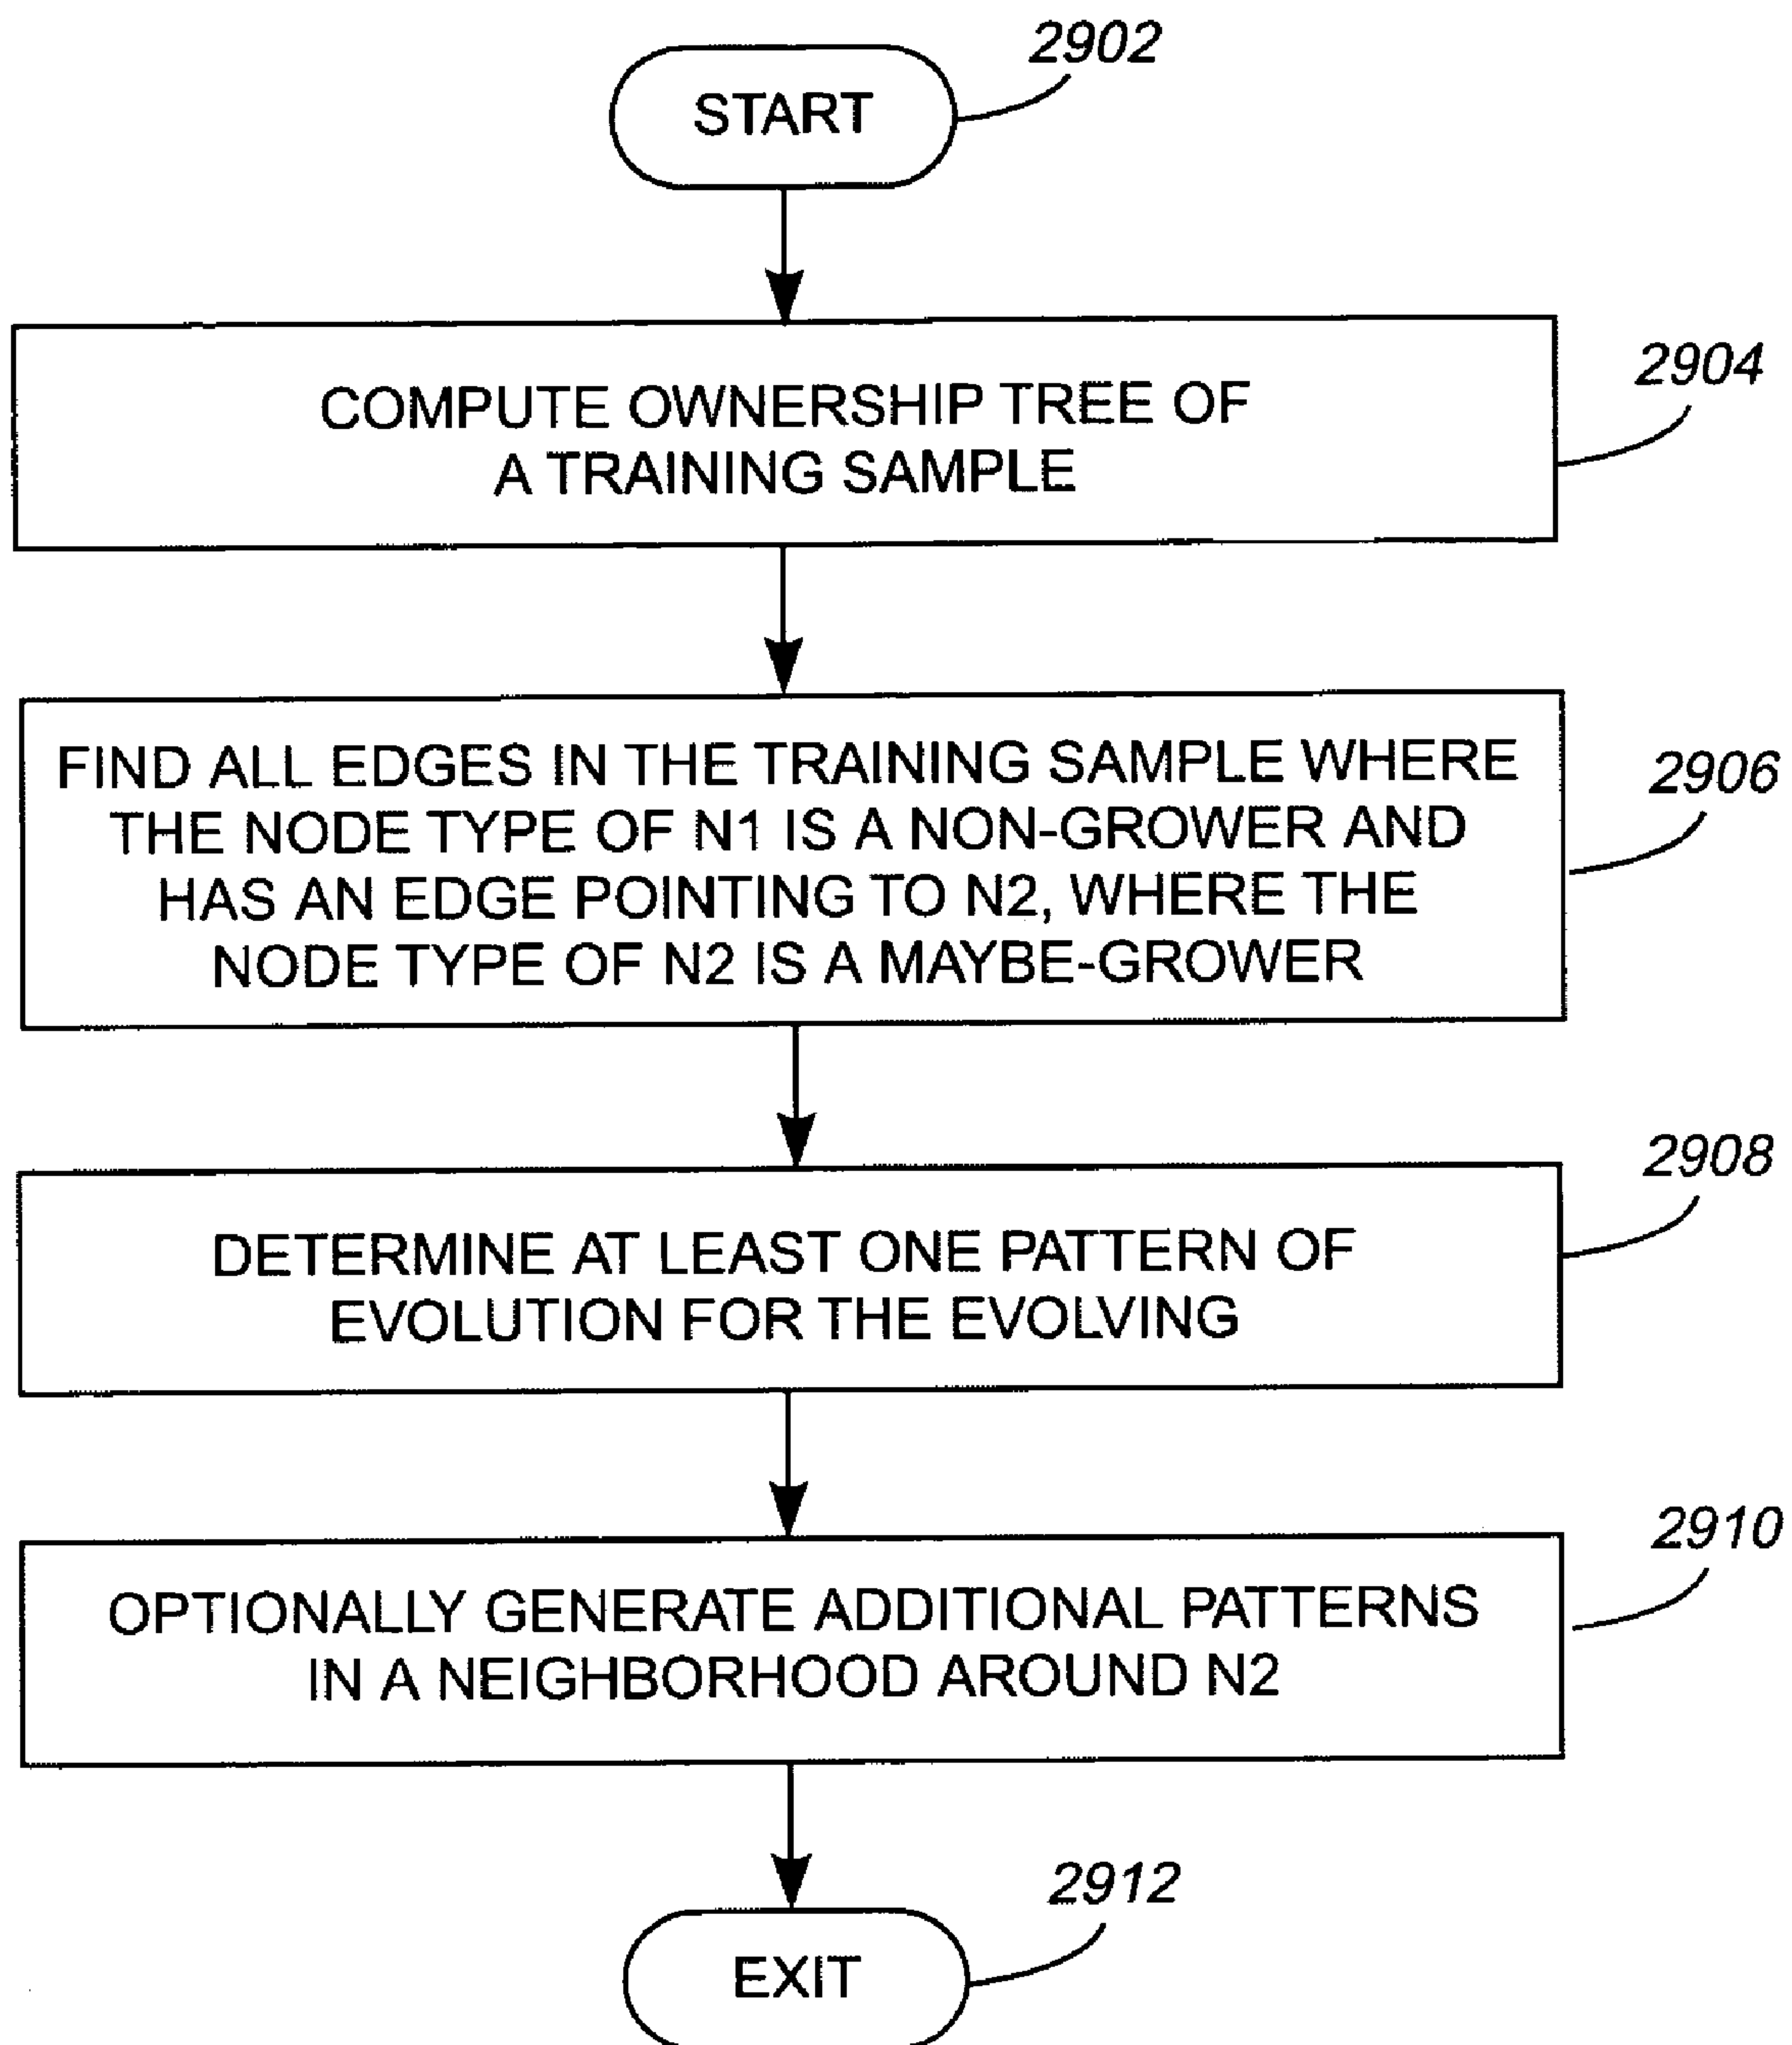 2902
START
2904
COMPUTE OWNERSHIP TREE OF
A TRAINING SAMPLE
2906
FIND ALL EDGES IN THE TRAINING SAMPLE WHERE
THE NODE TYPE OF N1 IS A NON-GROWER AND
HAS AN EDGE POINTING TO N2, WHERE THE
NODE TYPE OF N2 IS A MAYBE-GROWER
2908
DETERMINE AT LEAST ONE PATTERN OF
EVOLUTION FOR THE EVOLVING
2910
OPTIONALLY GENERATE ADDITIONAL PATTERNS
IN A NEIGHBORHOOD AROUND N2
2912
EXIT